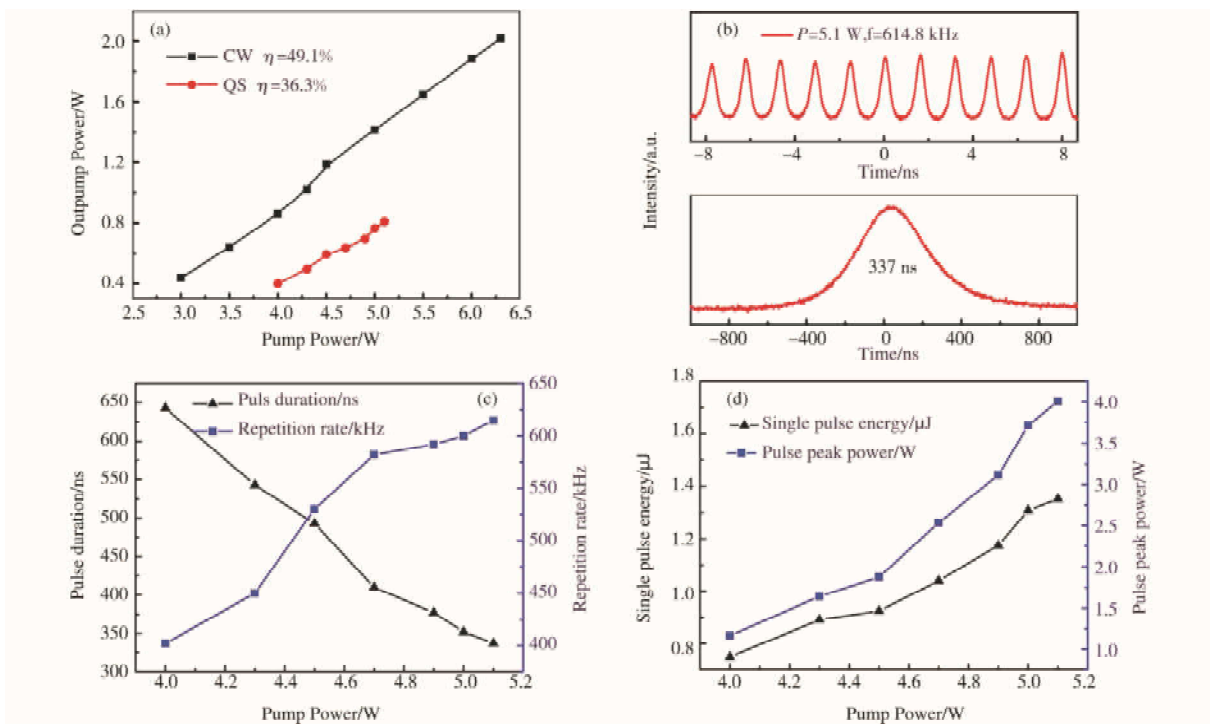 (a)
CW η=49.1%
QS η=36.3%
Outpump Power/W
2.0
1.6
1.2
0.8
0.4
2.5 3.0 3.5 4.0 4.5 5.0 5.5 6.0 6.5
Pump Power/W
(b)
P=5.1 W,f=614.8 kHz
Intensity/a.u.
−8 −4 0 4 8
Time/ns
337 ns
−800 −400 0 400 800
Time/ns
(c)
Puls duration/ns
Repetition rate/kHz
Pulse duration/ns
650
600
550
500
450
400
350
300
650
600
550
500
450
400
Repetition rate/kHz
4.0 4.2 4.4 4.6 4.8 5.0 5.2
Pump Power/W
(d)
Single pulse energy/μJ
Pulse peak power/W
Single pulse energy/μJ
1.8
1.6
1.4
1.2
1.0
0.8
4.0
3.5
3.0
2.5
2.0
1.5
1.0
Pulse peak power/W
4.0 4.2 4.4 4.6 4.8 5.0 5.2
Pump Power/W